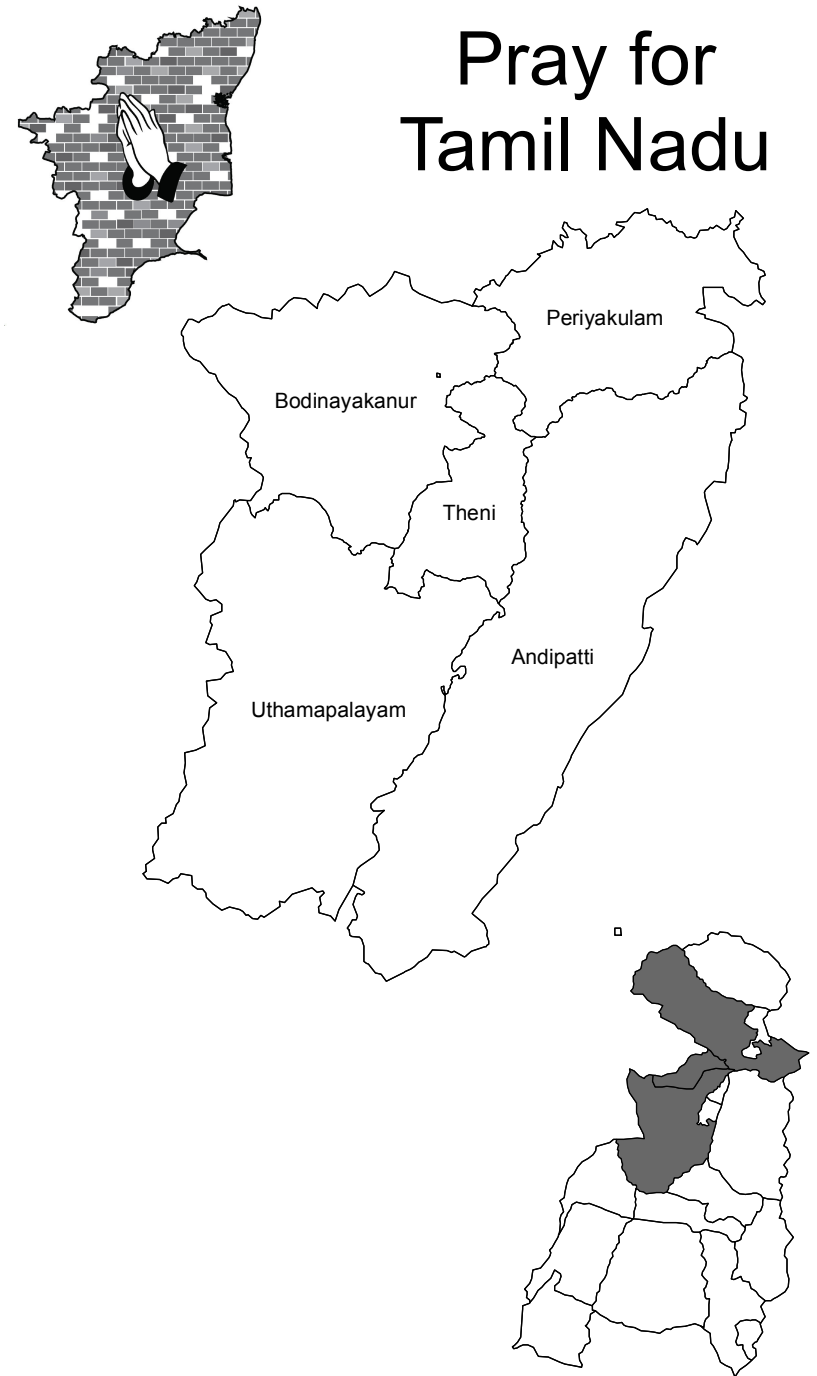 Pray for
Tamil Nadu
Periyakulam
Bodinayakanur
Theni
Andipatti
Uthamapalayam